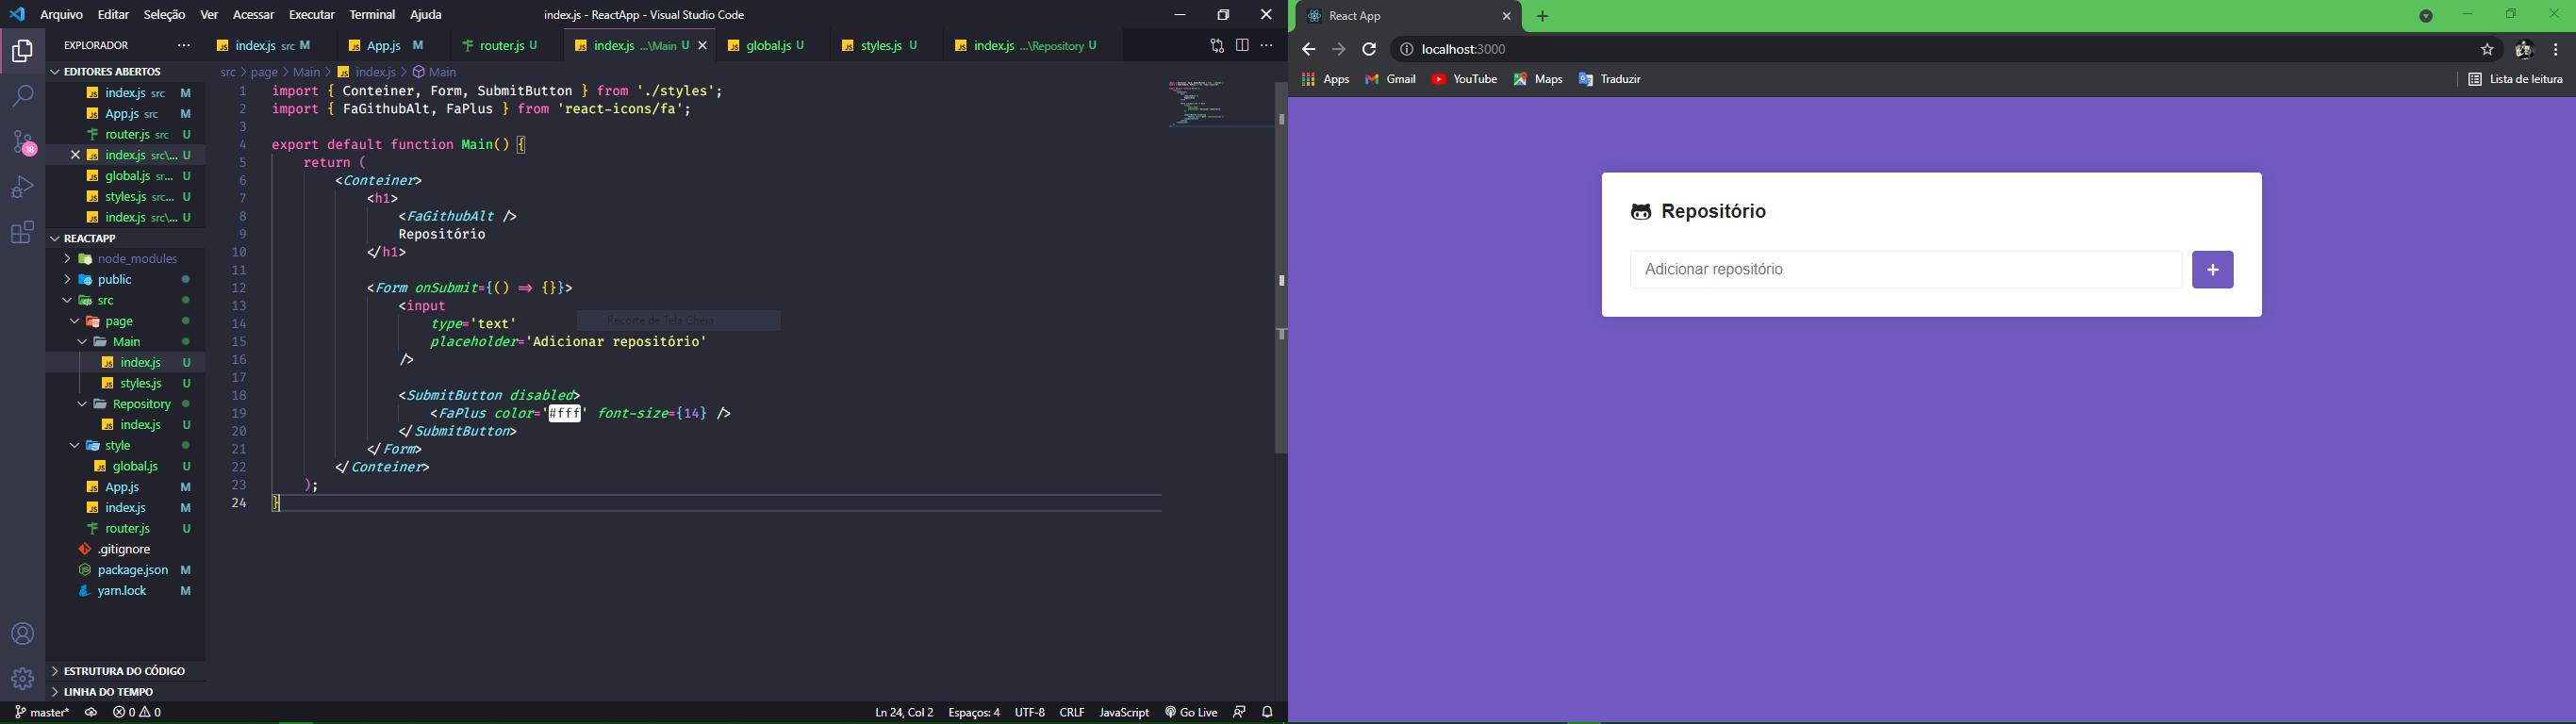 Arquivo Editar Seleção Ver Acessar Executar Terminal Ajuda index.js - ReactApp - Visual Studio Code
EXPLORADOR ··· index.js src M App.js M router.js U index.js ...\Main U global.js U styles.js U index.js ...\Repository U
EDITORES ABERTOS
index.js src M
App.js src M
router.js src U
index.js src\... U
global.js sr... U
styles.js src... U
index.js src\... U
18
REACTAPP
node_modules
public
src
page
Main
index.js U
styles.js U
Repository
index.js U
style
global.js U
App.js M
index.js M
router.js U
.gitignore
package.json M
yarn.lock M
ESTRUTURA DO CÓDIGO
LINHA DO TEMPO
src > page > Main > index.js > Main
1 import { Conteiner, Form, SubmitButton } from './styles';
2 import { FaGithubAlt, FaPlus } from 'react-icons/fa';
3
4 export default function Main() {
5 return (
6 <Conteiner>
7 <h1>
8 <FaGithubAlt />
9 Repositório
10 </h1>
11
12 <Form onSubmit={() => {}}>
13 <input
14 type='text'
15 placeholder='Adicionar repositório'
16 />
17
18 <SubmitButton disabled>
19 <FaPlus color='#fff' font-size={14} />
20 </SubmitButton>
21 </Form>
22 </Conteiner>
23 );
24 }
Recorte de Tela Cheia
master* 0 0 Ln 24, Col 2 Espaços: 4 UTF-8 CRLF JavaScript Go Live
React App
localhost:3000
Apps Gmail YouTube Maps Traduzir Lista de leitura
Repositório
Adicionar repositório +